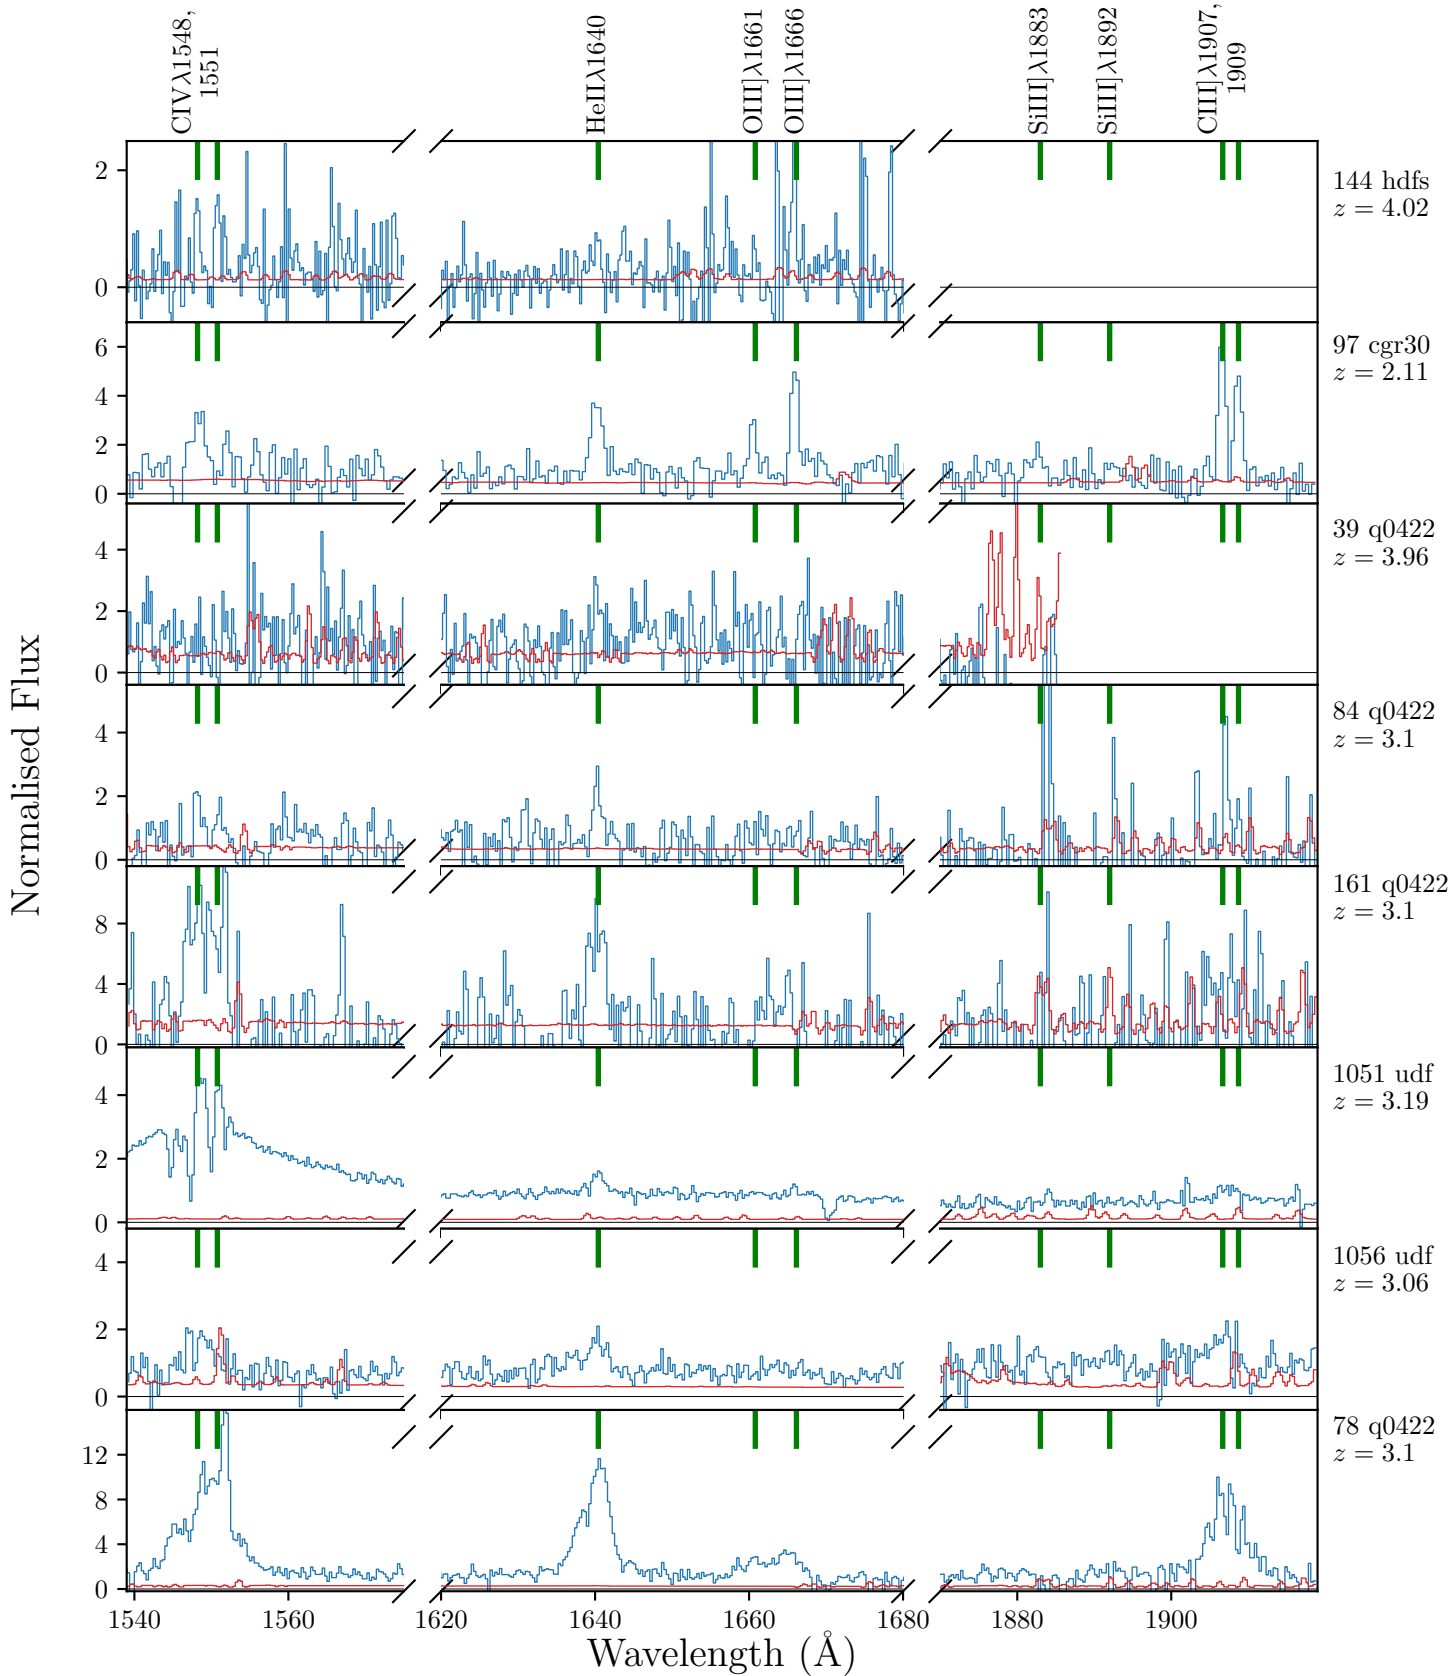 CIVλ1548,
1551
HeIIλ1640
OIII]λ1661
OIII]λ1666
SiIII]λ1883
SiIII]λ1892
CIII]λ1907,
1909
2
0
144 hdfs
z = 4.02
6
4
2
0
97 cgr30
z = 2.11
4
2
0
39 q0422
z = 3.96
4
2
0
84 q0422
z = 3.1
8
4
0
161 q0422
z = 3.1
4
2
0
1051 udf
z = 3.19
4
2
0
1056 udf
z = 3.06
12
8
4
0
78 q0422
z = 3.1
1540
1560
1620
1640
1660
1680
1880
1900
Wavelength (Å)
Normalised Flux